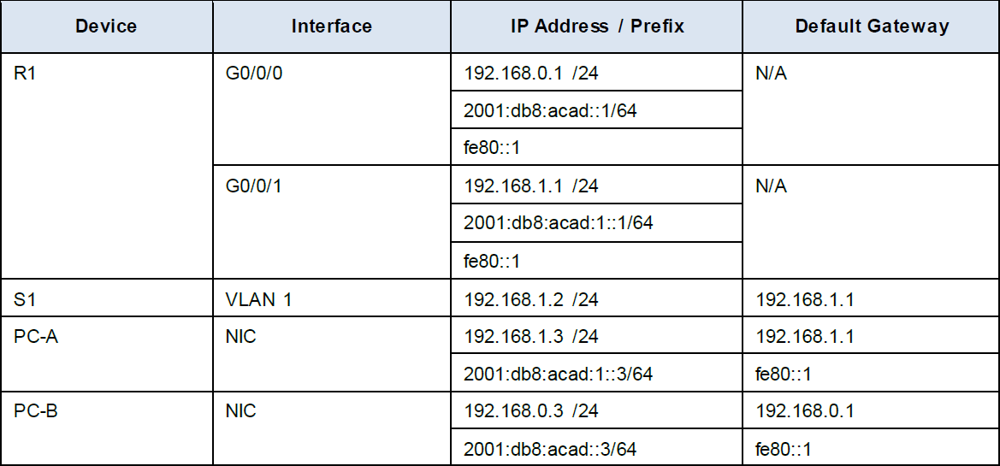 Device Interface IP Address / Prefix Default Gateway
R1 G0/0/0 192.168.0.1 /24 N/A
2001:db8:acad::1/64
fe80::1
G0/0/1 192.168.1.1 /24 N/A
2001:db8:acad:1::1/64
fe80::1
S1 VLAN 1 192.168.1.2 /24 192.168.1.1
PC-A NIC 192.168.1.3 /24 192.168.1.1
2001:db8:acad:1::3/64 fe80::1
PC-B NIC 192.168.0.3 /24 192.168.0.1
2001:db8:acad::3/64 fe80::1